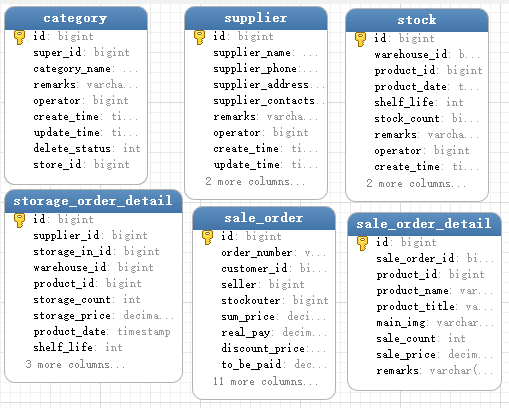 category
id: bigint
super_id: bigint
category_name: ...
remarks: varcha...
operator: bigint
create_time: ti...
update_time: ti...
delete_status: int
store_id: bigint
supplier
id: bigint
supplier_name: ...
supplier_phone:...
supplier_address...
supplier_contacts...
remarks: varcha...
operator: bigint
create_time: ti...
update_time: ti...
2 more columns...
stock
id: bigint
warehouse_id: b...
product_id: bigint
product_date: t...
shelf_life: int
stock_count: bi...
remarks: varcha...
operator: bigint
create_time: ti...
2 more columns...
storage_order_detail
id: bigint
supplier_id: bigint
storage_in_id: bigint
warehouse_id: bigint
product_id: bigint
storage_count: int
storage_price: decima...
product_date: timestamp
shelf_life: int
3 more columns...
sale_order
id: bigint
order_number: v...
customer_id: bi...
seller: bigint
stockouter: bigint
sum_price: deci...
real_pay: decim...
discount_price:...
to_be_paid: dec...
11 more columns...
sale_order_detail
id: bigint
sale_order_id: bi...
product_id: bigint
product_name: var...
product_title: va...
main_img: varchar...
sale_count: int
sale_price: decim...
remarks: varchar(...